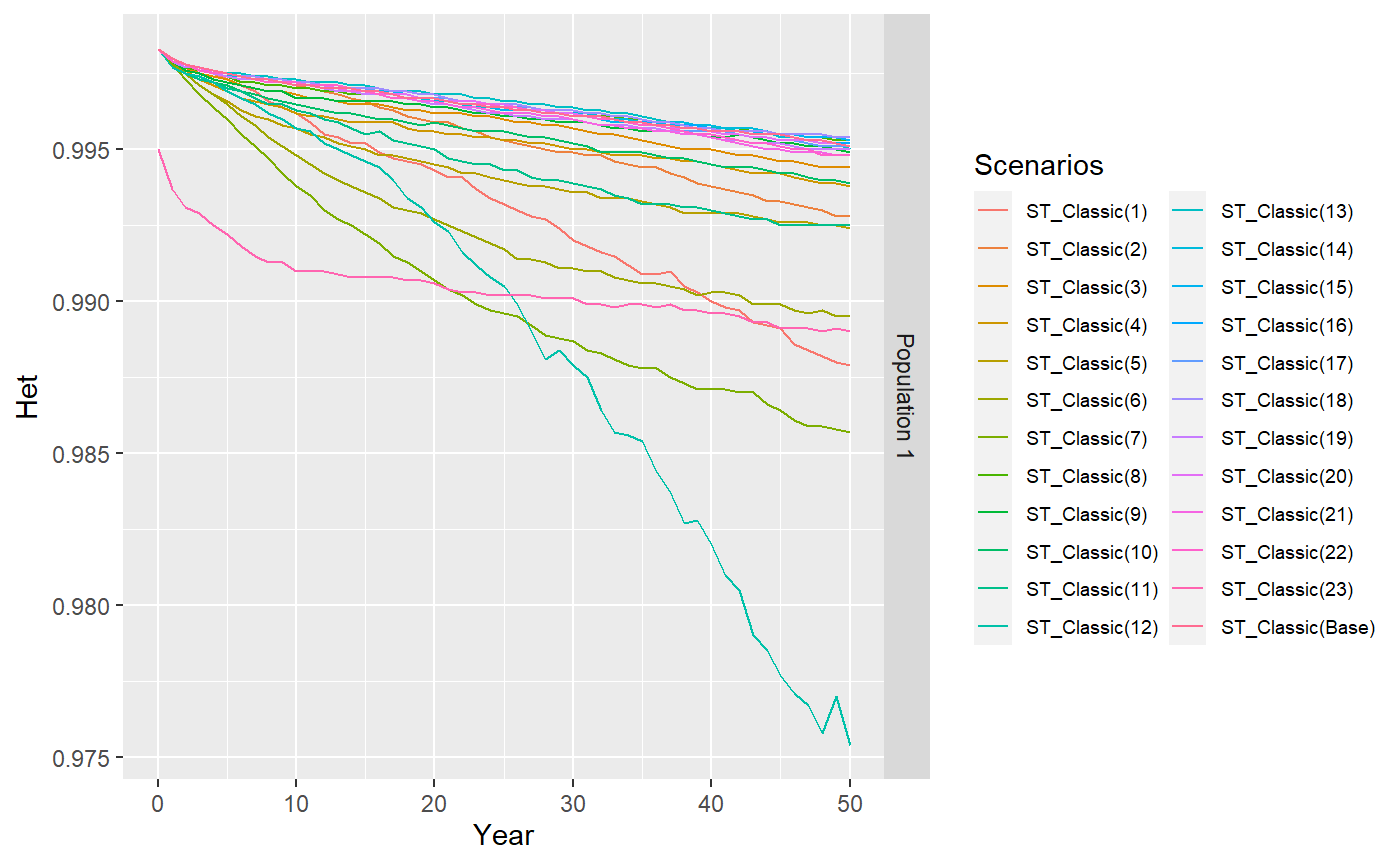 Het
0.995
0.990
0.985
0.980
0.975
0
10
20
30
40
50
Year
Population 1
Scenarios
ST_Classic(1)
ST_Classic(2)
ST_Classic(3)
ST_Classic(4)
ST_Classic(5)
ST_Classic(6)
ST_Classic(7)
ST_Classic(8)
ST_Classic(9)
ST_Classic(10)
ST_Classic(11)
ST_Classic(12)
ST_Classic(13)
ST_Classic(14)
ST_Classic(15)
ST_Classic(16)
ST_Classic(17)
ST_Classic(18)
ST_Classic(19)
ST_Classic(20)
ST_Classic(21)
ST_Classic(22)
ST_Classic(23)
ST_Classic(Base)